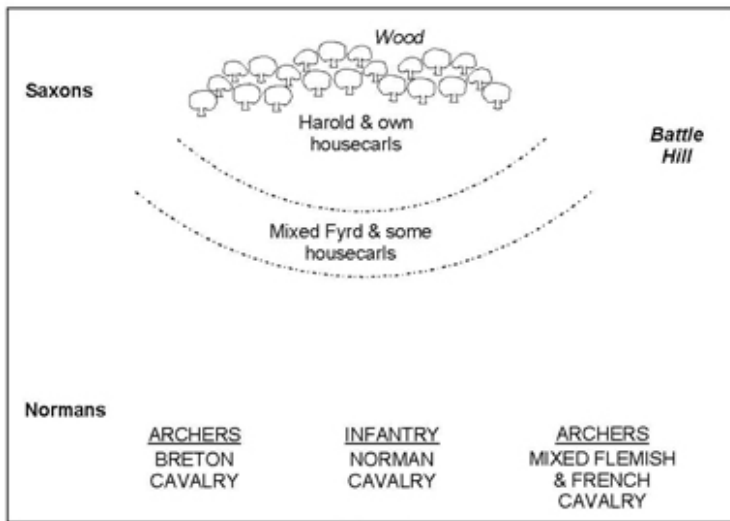 Wood
Saxons
Harold & own
housecarls
Battle
Hill
Mixed Fyrd & some
housecarls
Normans
ARCHERS
BRETON
CAVALRY
INFANTRY
NORMAN
CAVALRY
ARCHERS
MIXED FLEMISH
& FRENCH
CAVALRY